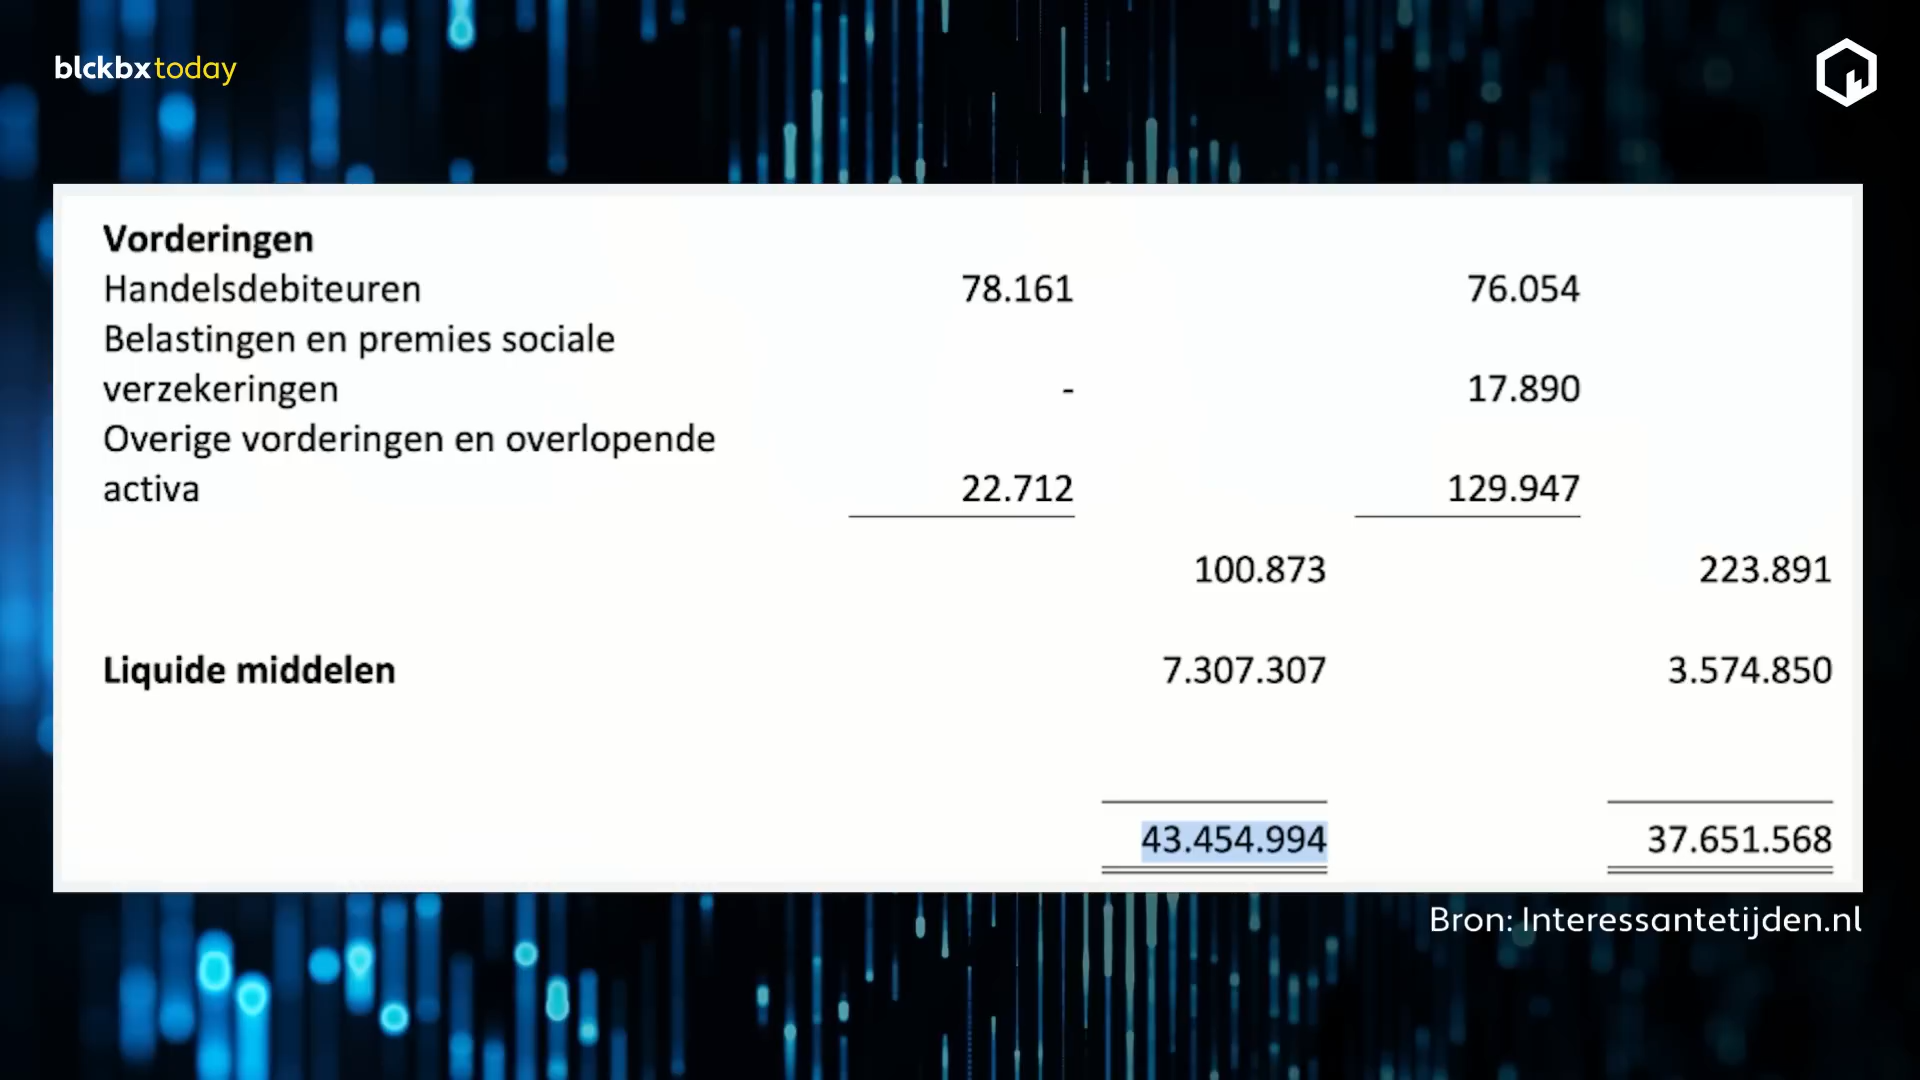 blckbxtoday
Vorderingen
Handelsdebiteuren 78.161 76.054
Belastingen en premies sociale
verzekeringen - 17.890
Overige vorderingen en overlopende
activa 22.712 129.947
100.873 223.891
Liquide middelen 7.307.307 3.574.850
43.454.994 37.651.568
Bron: Interessantetijden.nl